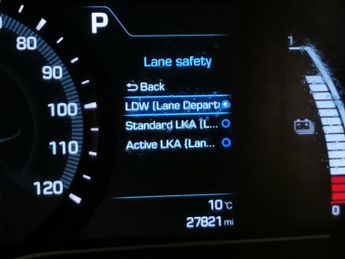 P
80
90
100
110
120
Lane safety
Back
LDW (Lane Depart
Standard LKA (L...
Active LKA (Lan...
10°C
27821 mi
1
0